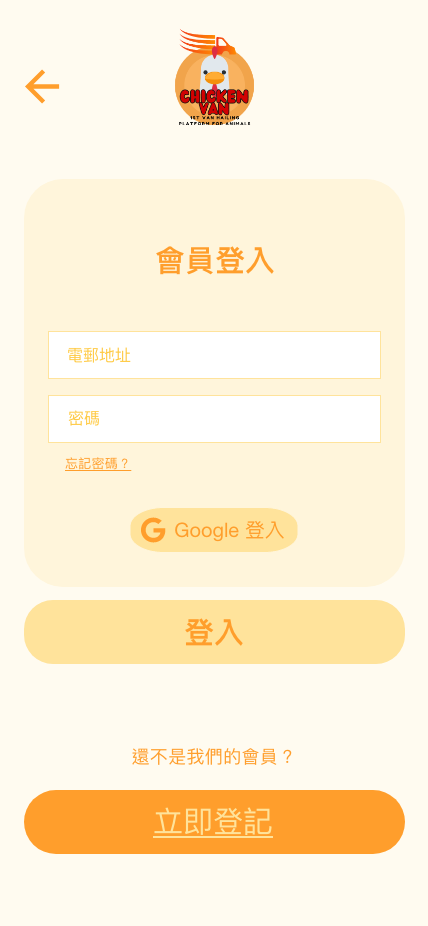 CHICKEN
VAN
1ST VAN HAILING
PLATFORM FOR ANIMALS
會員登入
電郵地址
密碼
忘記密碼？
Google 登入
登入
還不是我們的會員？
立即登記